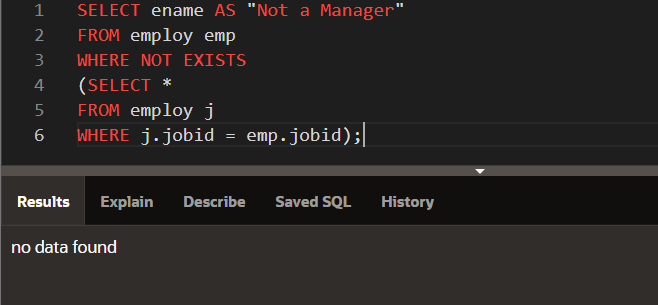 1 SELECT ename AS "Not a Manager"
2 FROM employ emp
3 WHERE NOT EXISTS
4 (SELECT *
5 FROM employ j
6 WHERE j.jobid = emp.jobid);
Results Explain Describe Saved SQL History
no data found